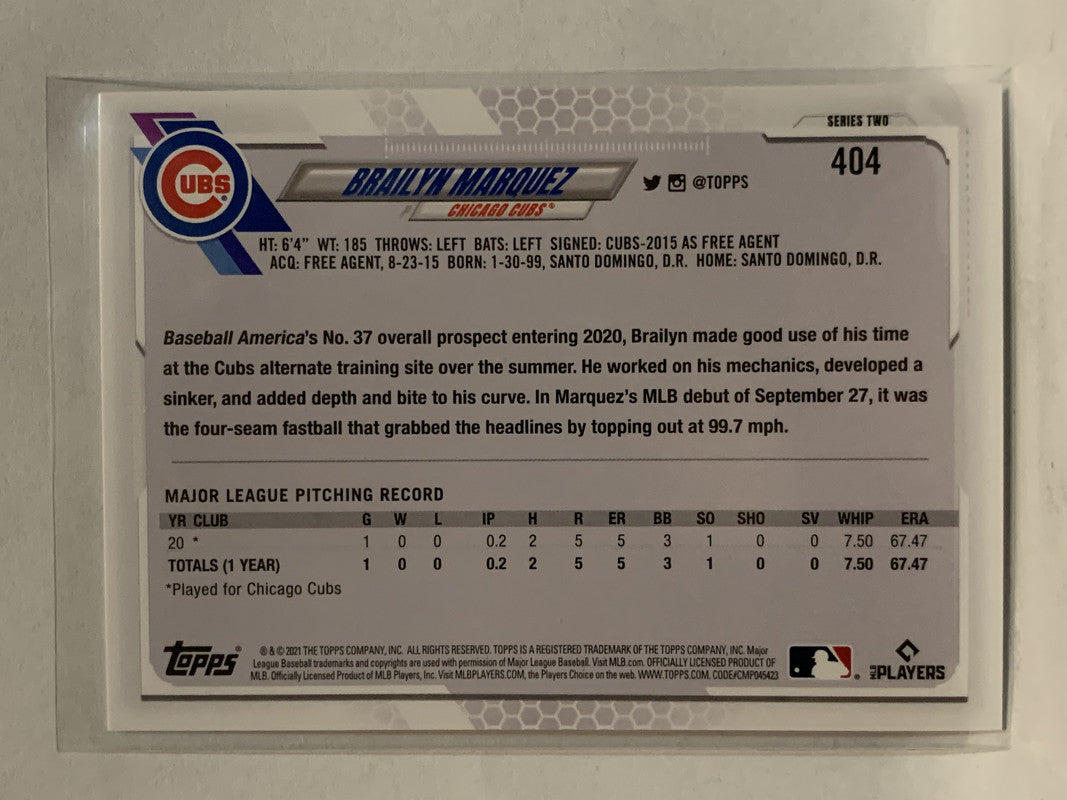 SERIES TWO
404
CUBS
BRAILYN MARQUEZ
@TOPPS
CHICAGO CUBS®
HT: 6'4" WT: 185 THROWS: LEFT BATS: LEFT SIGNED: CUBS-2015 AS FREE AGENT
ACQ: FREE AGENT, 8-23-15 BORN: 1-30-99, SANTO DOMINGO, D.R. HOME: SANTO DOMINGO, D.R.
Baseball America's No. 37 overall prospect entering 2020, Brailyn made good use of his time
at the Cubs alternate training site over the summer. He worked on his mechanics, developed a
sinker, and added depth and bite to his curve. In Marquez's MLB debut of September 27, it was
the four-seam fastball that grabbed the headlines by topping out at 99.7 mph.
MAJOR LEAGUE PITCHING RECORD
YR CLUB G W L IP H R ER BB SO SHO SV WHIP ERA
20 * 1 0 0 0.2 2 5 5 3 1 0 0 7.50 67.47
TOTALS (1 YEAR) 1 0 0 0.2 2 5 5 3 1 0 0 7.50 67.47
*Played for Chicago Cubs
Topps®
® & © 2021 THE TOPPS COMPANY, INC. ALL RIGHTS RESERVED. TOPPS IS A REGISTERED TRADEMARK OF THE TOPPS COMPANY, INC. Major
League Baseball trademarks and copyrights are used with permission of Major League Baseball. Visit MLB.com. OFFICIALLY LICENSED PRODUCT OF
MLB. Officially Licensed Product of MLB Players, Inc. Visit MLBPLAYERS.COM, the Players Choice on the web. WWW.TOPPS.COM. CODE#CMP045423
MLB PLAYERS